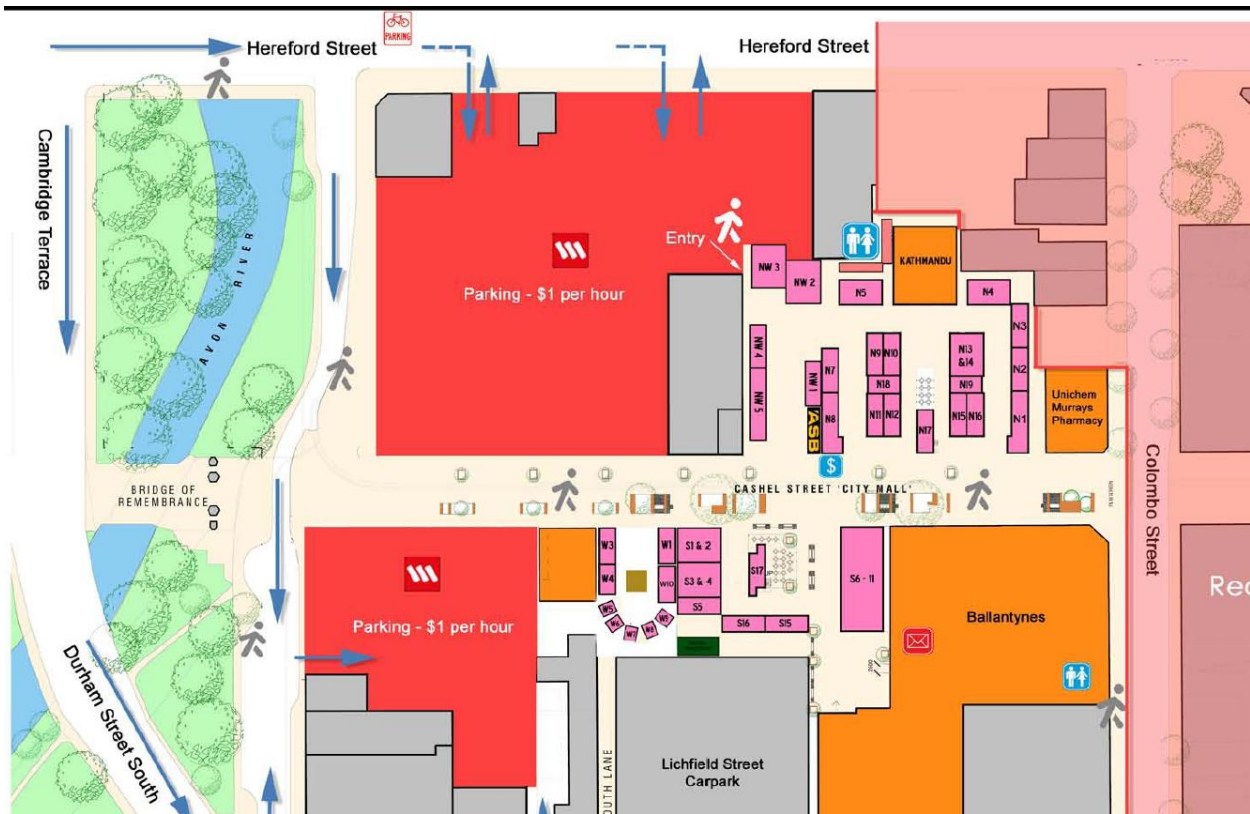 PARKING
Hereford Street
Hereford Street
Cambridge Terrace
AVON RIVER
Entry
Parking - $1 per hour
NW 3
NW 2
N5
KATHMANDU
N4
N3
NW 4
NW 5
NW 1
N7
N8
ASB
N9
N10
N18
N11
N12
N17
N13
&14
N19
N15
N16
N2
N1
Unichem
Murrays
Pharmacy
$
BRIDGE OF
REMEMBRANCE
CASHEL STREET 'CITY MALL'
Colombo Street
W3
W4
W1
W10
S1 & 2
S3 & 4
S5
S17
S6 - 11
W5
W6
W7
W8
W9
S16
S15
Parking - $1 per hour
Ballantynes
Rec
Durham Street South
OUTH LANE
Lichfield Street
Carpark